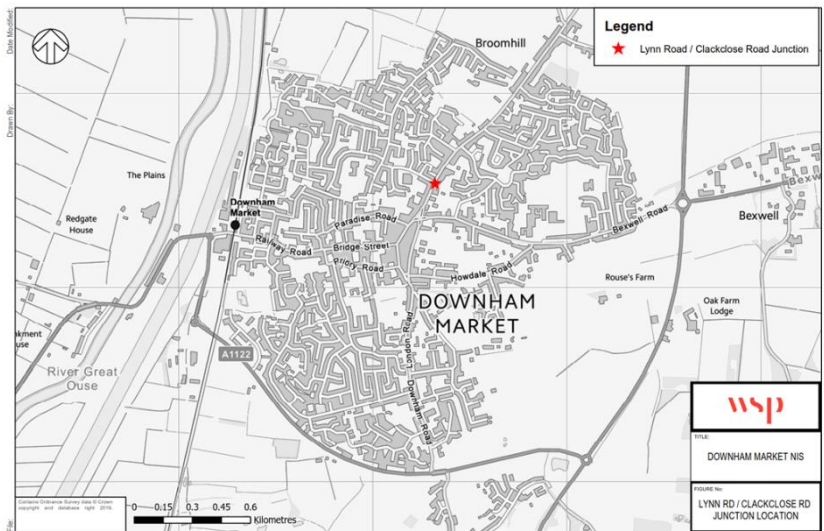 Date Modified:
Drawn By:
File:
Legend
Lynn Road / Clackclose Road Junction
Broomhill
The Plains
Redgate
House
Downham
Market
Paradise Road
Railway Road
Bridge Street
Priory Road
Howdale Road
Bexwell Road
Bexwell
Bexwell
Rouse's Farm
Oak Farm
Lodge
DOWNHAM
MARKET
London Road
Downham Road
A1122
River Great
Ouse
wsp
TITLE:
DOWNHAM MARKET NIS
FIGURE No:
LYNN RD / CLACKCLOSE RD
JUNCTION LOCATION
Contains Ordnance Survey data © Crown
copyright and database right 2019.
0 0.15 0.3 0.45 0.6
Kilometres